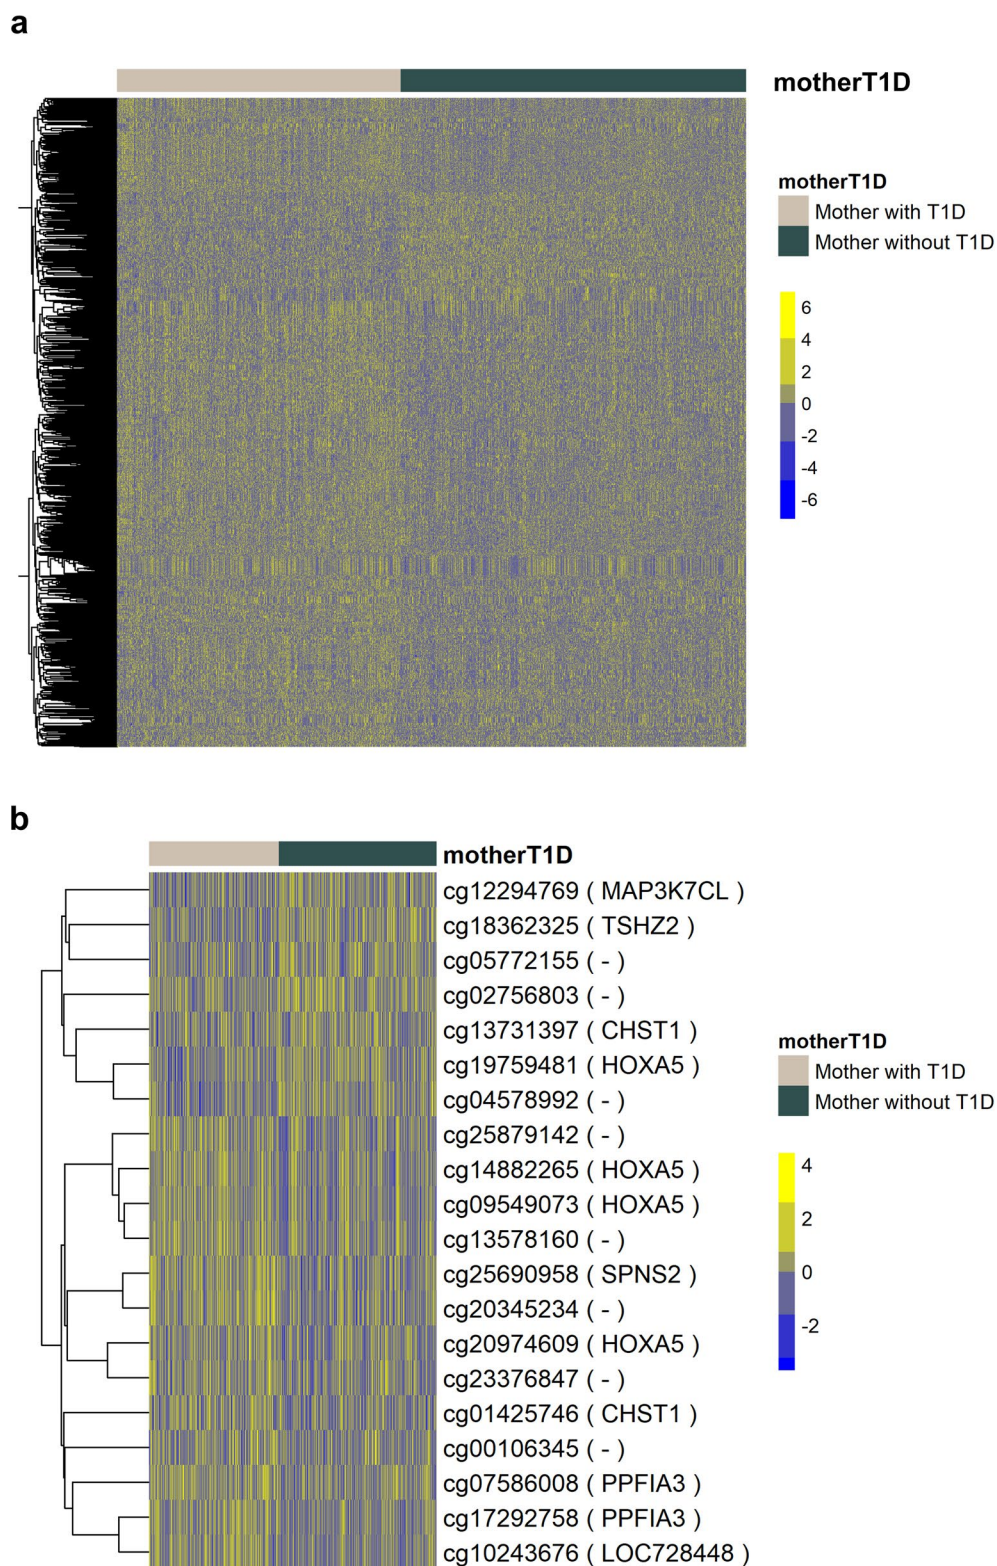 a
motherT1D
motherT1D
Mother with T1D
Mother without T1D
6
4
2
0
-2
-4
-6
b
motherT1D
cg12294769 ( MAP3K7CL )
cg18362325 ( TSHZ2 )
cg05772155 ( - )
cg02756803 ( - )
cg13731397 ( CHST1 )
cg19759481 ( HOXA5 )
cg04578992 ( - )
cg25879142 ( - )
cg14882265 ( HOXA5 )
cg09549073 ( HOXA5 )
cg13578160 ( - )
cg25690958 ( SPNS2 )
cg20345234 ( - )
cg20974609 ( HOXA5 )
cg23376847 ( - )
cg01425746 ( CHST1 )
cg00106345 ( - )
cg07586008 ( PPFIA3 )
cg17292758 ( PPFIA3 )
cg10243676 ( LOC728448 )
motherT1D
Mother with T1D
Mother without T1D
4
2
0
-2